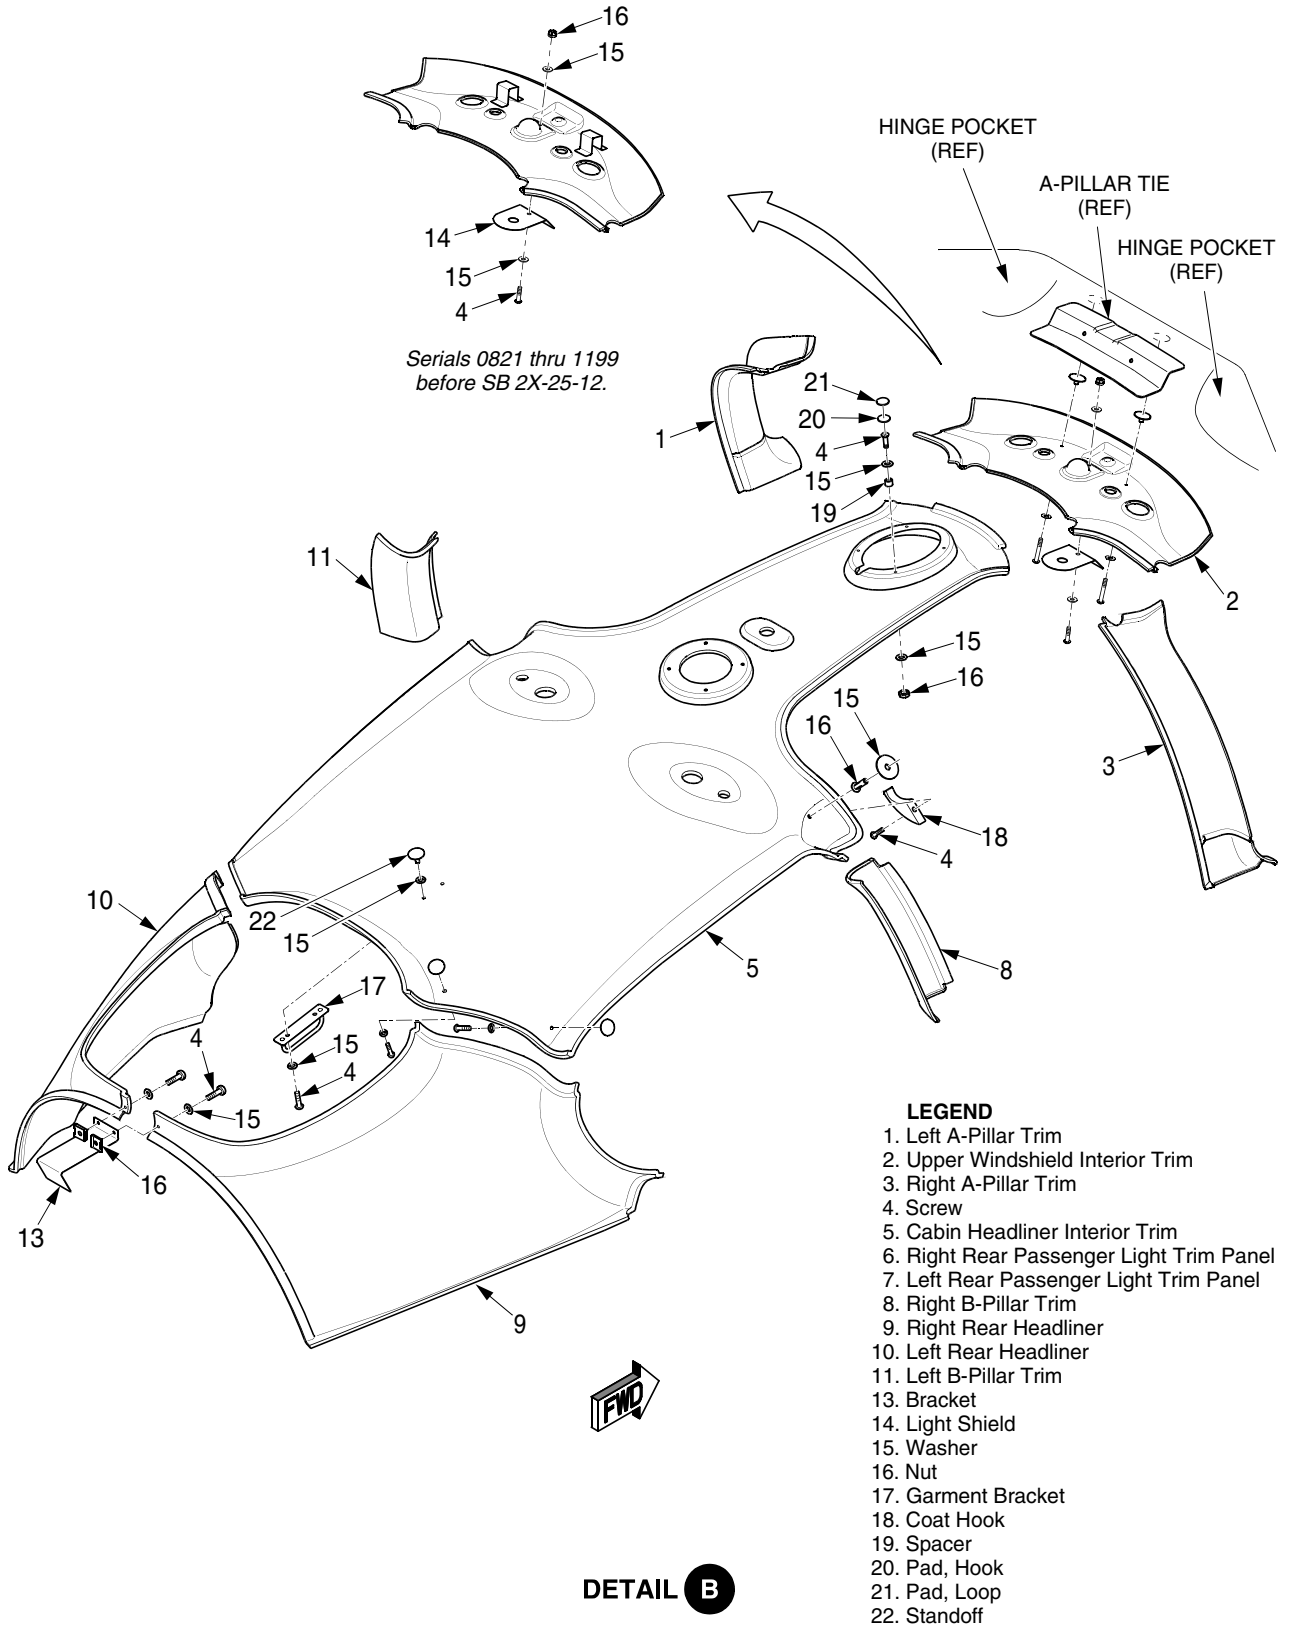 16
15
HINGE POCKET
(REF)
A-PILLAR TIE
(REF)
14
HINGE POCKET
(REF)
15
4
Serials 0821 thru 1199
before SB 2X-25-12.
21
20
1
4
15
19
11
2
15
16
15
16
3
18
4
10
22
15
5
8
17
4
15
4
15
16
13
9
FWD
LEGEND
1. Left A-Pillar Trim
2. Upper Windshield Interior Trim
3. Right A-Pillar Trim
4. Screw
5. Cabin Headliner Interior Trim
6. Right Rear Passenger Light Trim Panel
7. Left Rear Passenger Light Trim Panel
8. Right B-Pillar Trim
9. Right Rear Headliner
10. Left Rear Headliner
11. Left B-Pillar Trim
13. Bracket
14. Light Shield
15. Washer
16. Nut
17. Garment Bracket
18. Coat Hook
19. Spacer
20. Pad, Hook
21. Pad, Loop
22. Standoff
DETAIL B